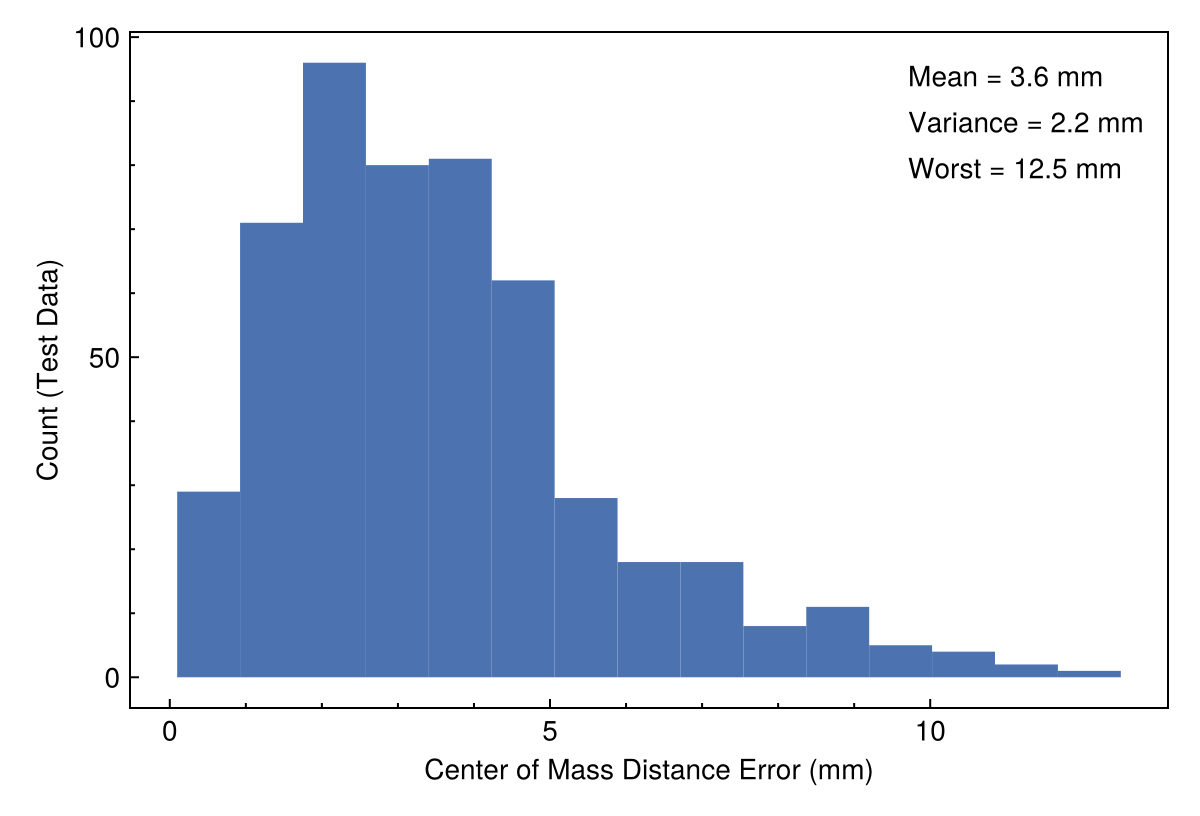 100
Mean = 3.6 mm
Variance = 2.2 mm
Worst = 12.5 mm
Count (Test Data)
50
0
0 5 10
Center of Mass Distance Error (mm)